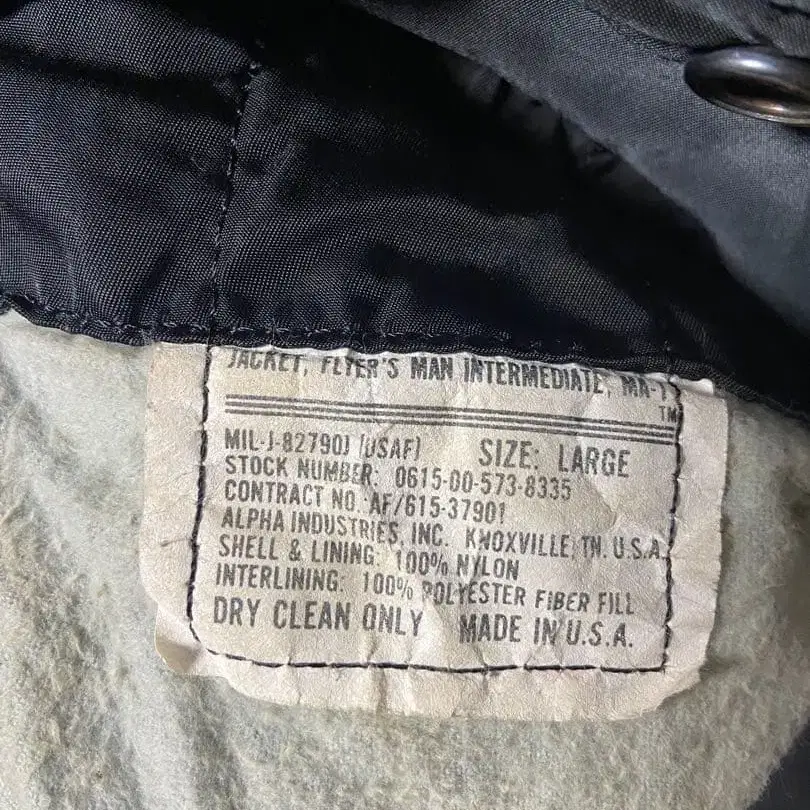 JACKET, FLYER'S MAN INTERMEDIATE, MA-1
TM
MIL-J-82790J (USAF) SIZE: LARGE
STOCK NUMBER: 0615-00-573-8335
CONTRACT NO. AF/615-37901
ALPHA INDUSTRIES, INC. KNOXVILLE, TN. U.S.A.
SHELL & LINING: 100% NYLON
INTERLINING: 100% POLYESTER FIBER FILL
DRY CLEAN ONLY MADE IN U.S.A.